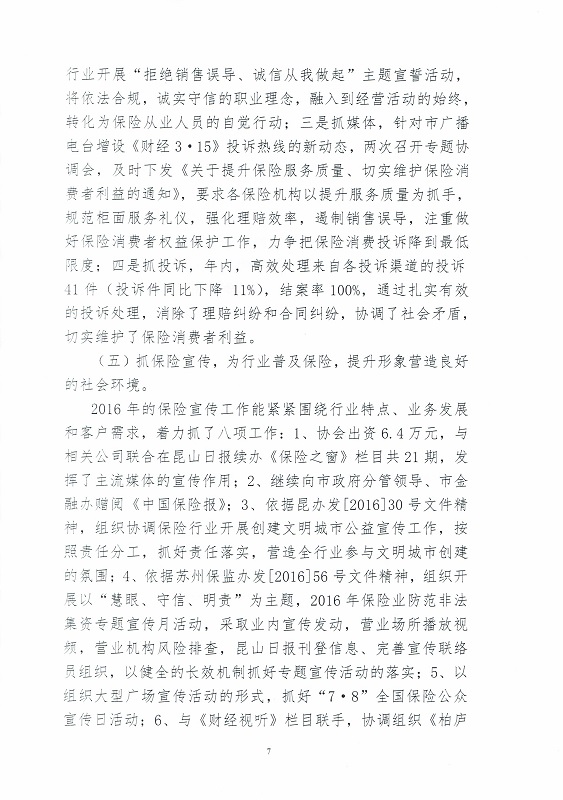 行业开展“拒绝销售误导、诚信从我做起”主题宣誓活动，
将依法合规，诚实守信的职业理念，融入到经营活动的始终，
转化为保险从业人员的自觉行动；三是抓媒体，针对市广播
电台增设《财经3·15》投诉热线的新动态，两次召开专题协
调会，及时下发《关于提升保险服务质量、切实维护保险消
费者利益的通知》，要求各保险机构以提升服务质量为抓手，
规范柜面服务礼仪，强化理赔效率，遏制销售误导，注重做
好保险消费者权益保护工作，力争把保险消费投诉降到最低
限度；四是抓投诉，年内，高效处理来自各投诉渠道的投诉
41件（投诉件同比下降 11%），结案率100%，通过扎实有效
的投诉处理，消除了理赔纠纷和合同纠纷，协调了社会矛盾，
切实维护了保险消费者利益。
（五）抓保险宣传，为行业普及保险，提升形象营造良好
的社会环境。
2016年的保险宣传工作能紧紧围绕行业特点、业务发展
和客户需求，着力抓了八项工作：1、协会出资6.4万元，与
相关公司联合在昆山日报续办《保险之窗》栏目共21期，发
挥了主流媒体的宣传作用；2、继续向市政府分管领导、市金
融办赠阅《中国保险报》；3、依据昆办发[2016]30号文件精
神，组织协调保险行业开展创建文明城市公益宣传工作，按
照责任分工，抓好责任落实，营造全行业参与文明城市创建
的氛围；4、依据苏州保监办发[2016]56号文件精神，组织开
展以“慧眼、守信、明责”为主题，2016年保险业防范非法
集资专题宣传月活动，采取业内宣传发动，营业场所播放视
频，营业机构风险排查，昆山日报刊登信息、完善宣传联络
员组织，以健全的长效机制抓好专题宣传活动的落实；5、以
组织大型广场宣传活动的形式，抓好“7·8”全国保险公众
宣传日活动；6、与《财经视听》栏目联手，协调组织《柏庐
7